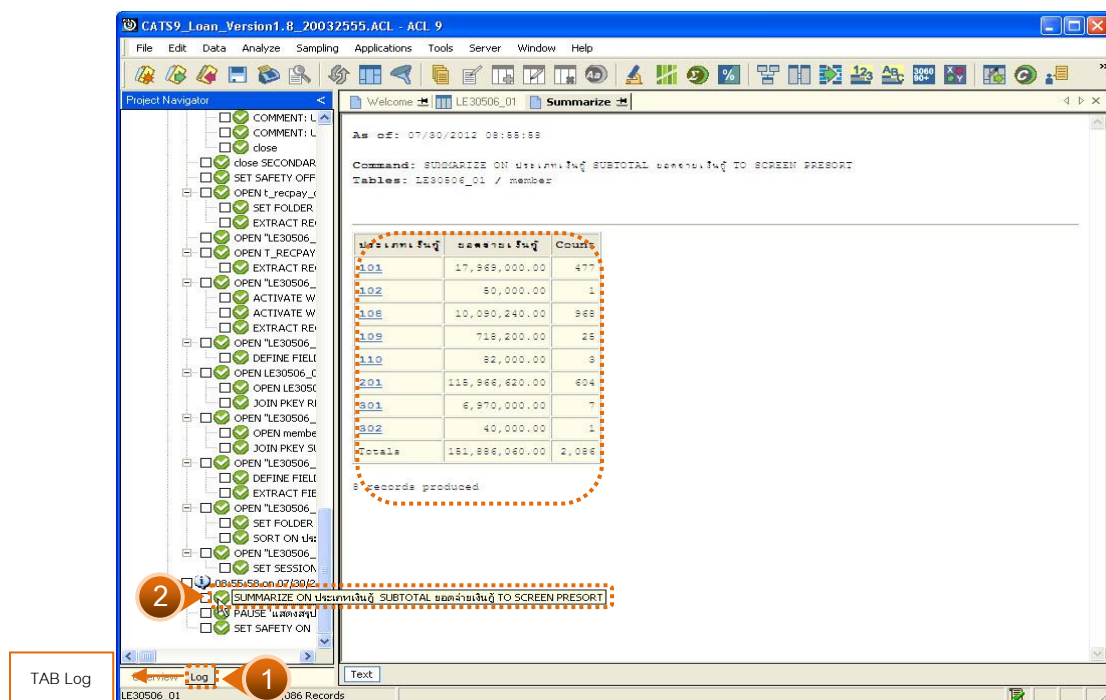 CATS9_Loan_Version1.8_20032555.ACL - ACL 9
File Edit Data Analyze Sampling Applications Tools Server Window Help
Project Navigator <
Welcome LE30506_01 Summarize
COMMENT: U
COMMENT: U
close
close SECONDAR
SET SAFETY OFF
OPEN t_recpay_
SET FOLDER
EXTRACT RE
OPEN "LE30506_
OPEN T_RECPAY
EXTRACT RE
OPEN "LE30506_
ACTIVATE W
ACTIVATE W
EXTRACT RE
OPEN "LE30506_
DEFINE FIEL
OPEN LE30506_
OPEN LE3050
JOIN PKEY R
OPEN "LE30506_
OPEN membe
JOIN PKEY S
OPEN "LE30506_
DEFINE FIEL
EXTRACT FIE
OPEN "LE30506_
SET FOLDER
SORT ON ประ
OPEN "LE30506_
SET SESSION
08:55:58 on 07/30/2
SUMMARIZE ON ประเภทเงินกู้ SUBTOTAL ยอดจ่ายเงินกู้ TO SCREEN PRESORT
PAUSE 'แสดงสรุป
SET SAFETY ON
As of: 07/30/2012 08:55:58
Command: SUMMARIZE ON ประเภทเงินกู้ SUBTOTAL ยอดจ่ายเงินกู้ TO SCREEN PRESORT
Tables: LE30506_01 / member
ประเภทเงินกู้ ยอดจ่ายเงินกู้ Count
101 17,969,000.00 477
102 50,000.00 1
108 10,090,240.00 968
109 718,200.00 25
110 82,000.00 3
201 115,966,620.00 604
301 6,970,000.00 7
302 40,000.00 1
Totals 151,886,060.00 2,086
8 records produced
2
Overview Log
1
TAB Log
Text
LE30506_01 ,086 Records